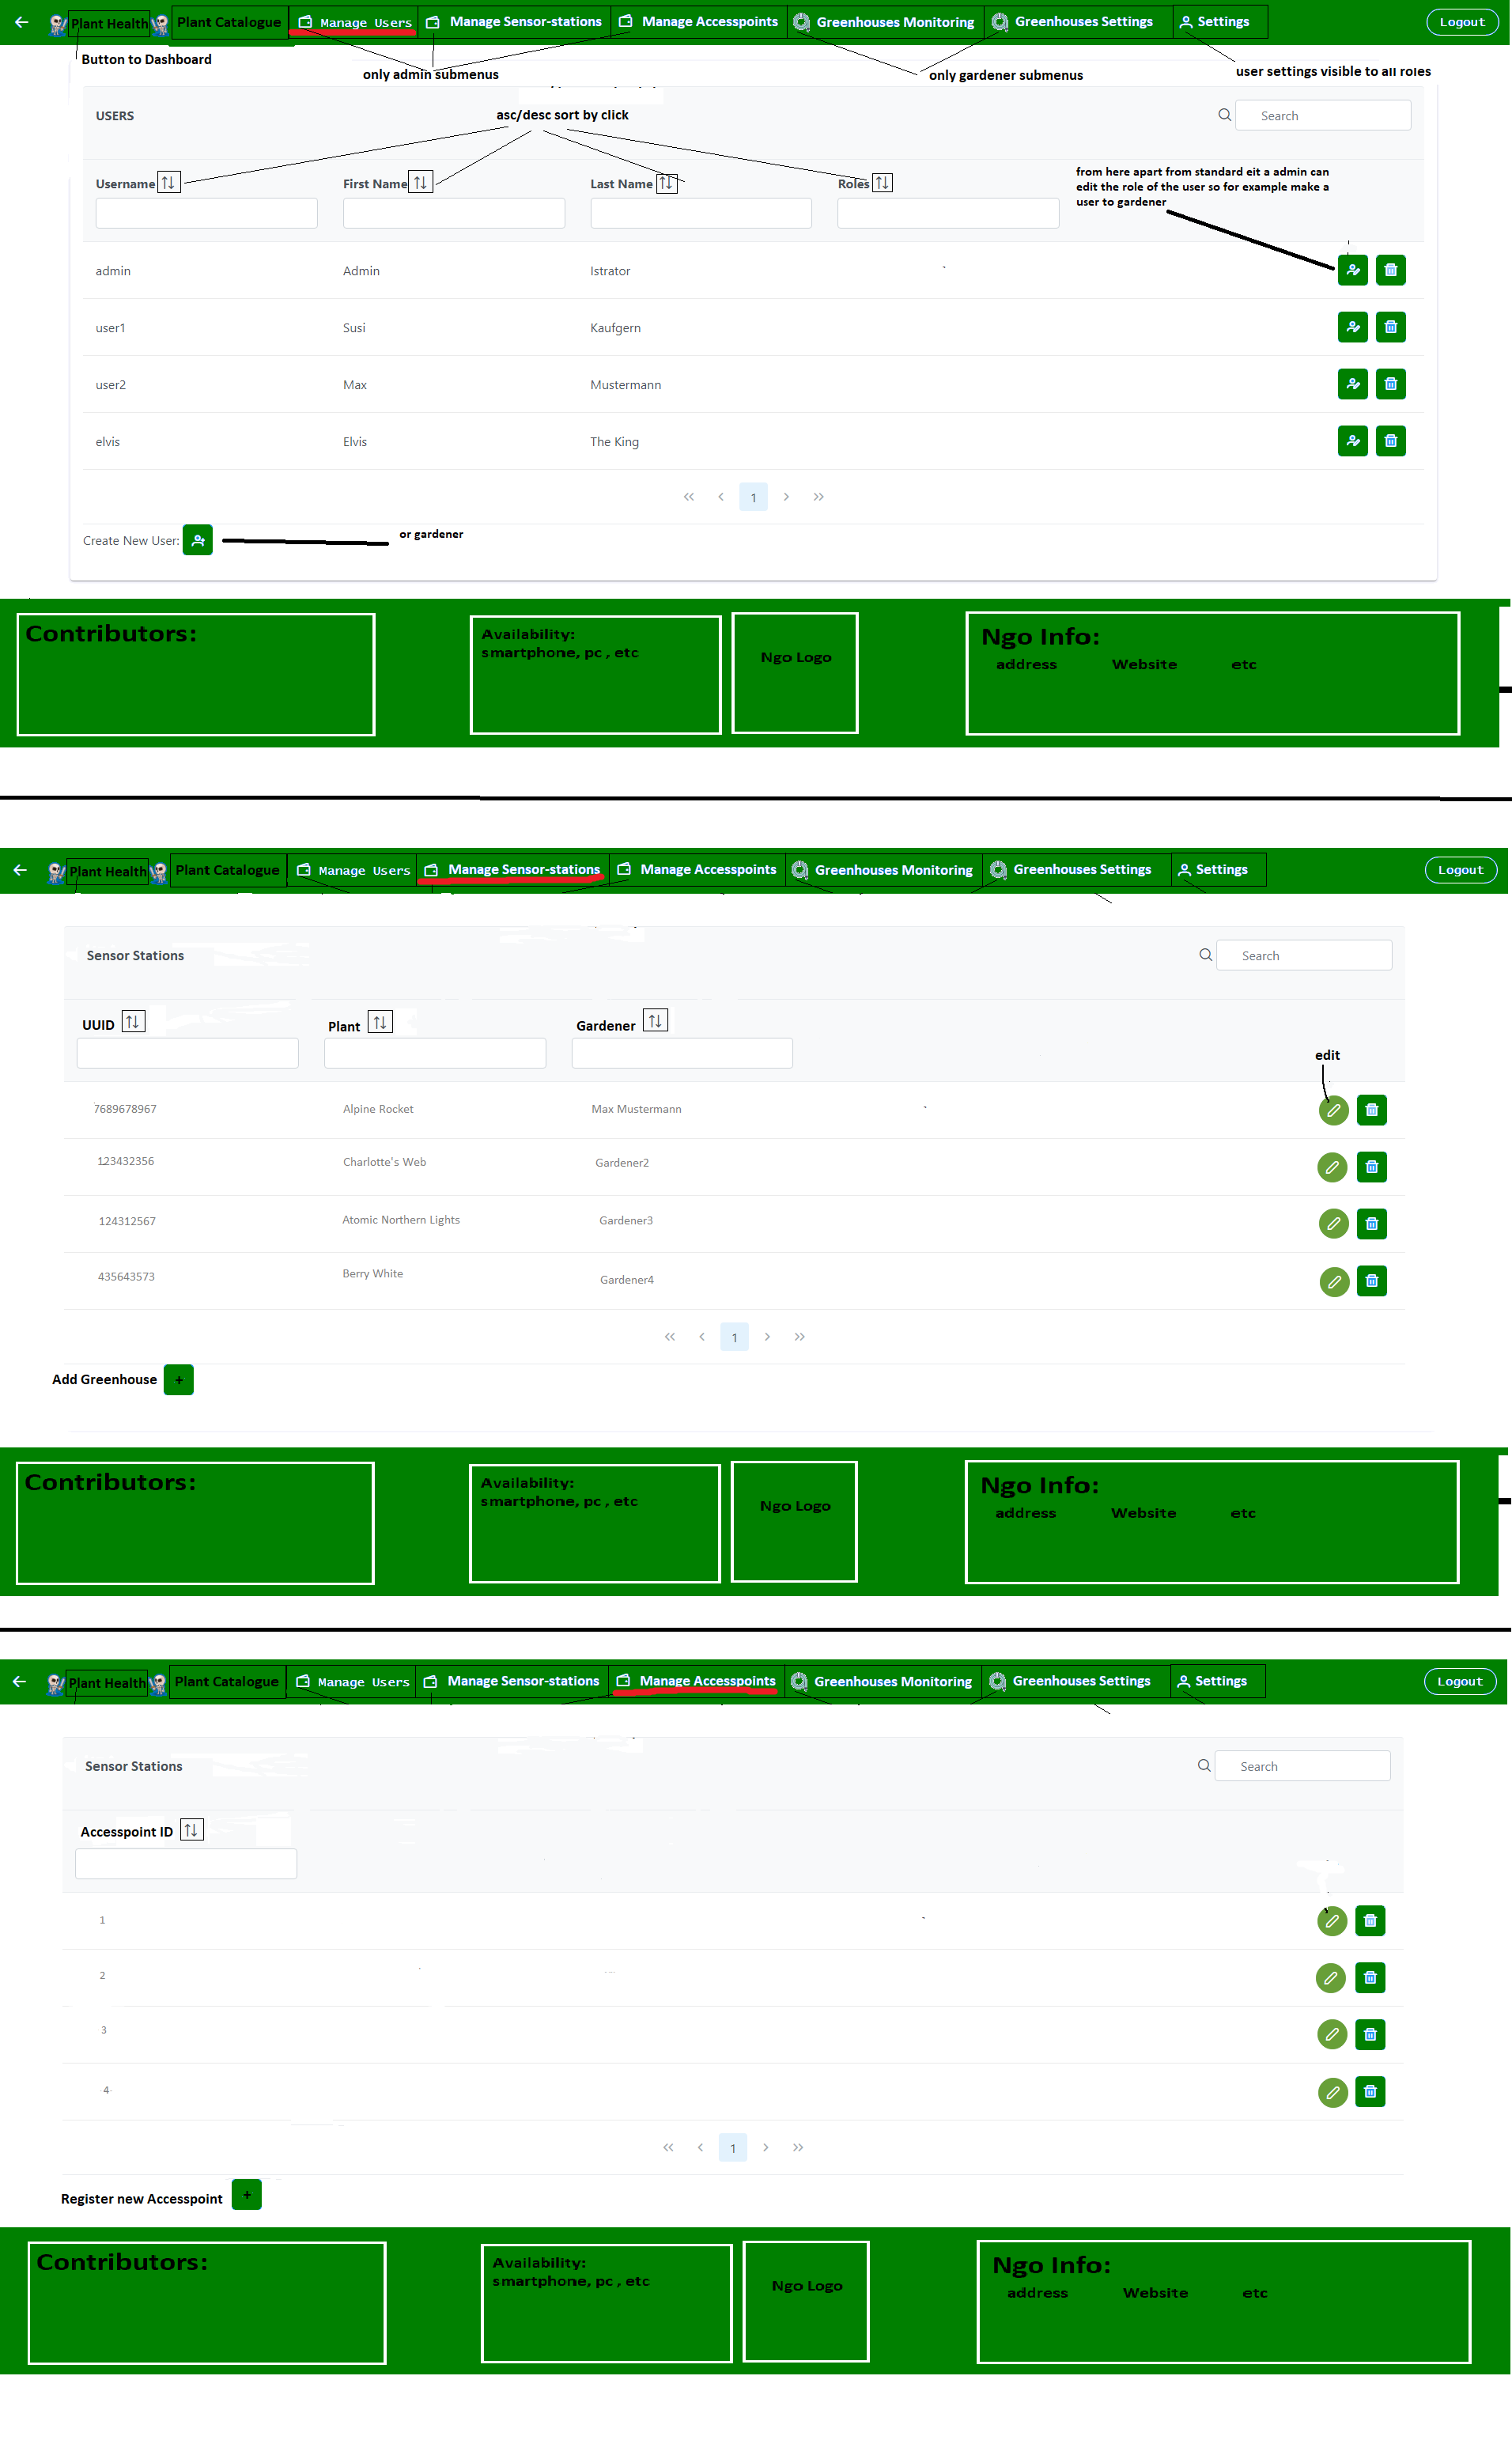 Plant Health Plant Catalogue Manage Users Manage Sensor-stations Manage Accesspoints Greenhouses Monitoring Greenhouses Settings Settings Logout
Button to Dashboard
only admin submenus
only gardener submenus
user settings visible to all roles
USERS
asc/desc sort by click
Search
Username First Name Last Name Roles
from here apart from standard eit a admin can
edit the role of the user so for example make a
user to gardener
admin Admin Istrator
user1 Susi Kaufgern
user2 Max Mustermann
elvis Elvis The King
1
Create New User:
or gardener
Contributors:
Availability:
smartphone, pc , etc
Ngo Logo
Ngo Info:
address Website etc
Plant Health Plant Catalogue Manage Users Manage Sensor-stations Manage Accesspoints Greenhouses Monitoring Greenhouses Settings Settings Logout
Sensor Stations
Search
UUID Plant Gardener
edit
7689678967 Alpine Rocket Max Mustermann
123432356 Charlotte's Web Gardener2
124312567 Atomic Northern Lights Gardener3
435643573 Berry White Gardener4
1
Add Greenhouse +
Contributors:
Availability:
smartphone, pc , etc
Ngo Logo
Ngo Info:
address Website etc
Plant Health Plant Catalogue Manage Users Manage Sensor-stations Manage Accesspoints Greenhouses Monitoring Greenhouses Settings Settings Logout
Sensor Stations
Search
Accesspoint ID
1
2
3
4
1
Register new Accesspoint +
Contributors:
Availability:
smartphone, pc , etc
Ngo Logo
Ngo Info:
address Website etc